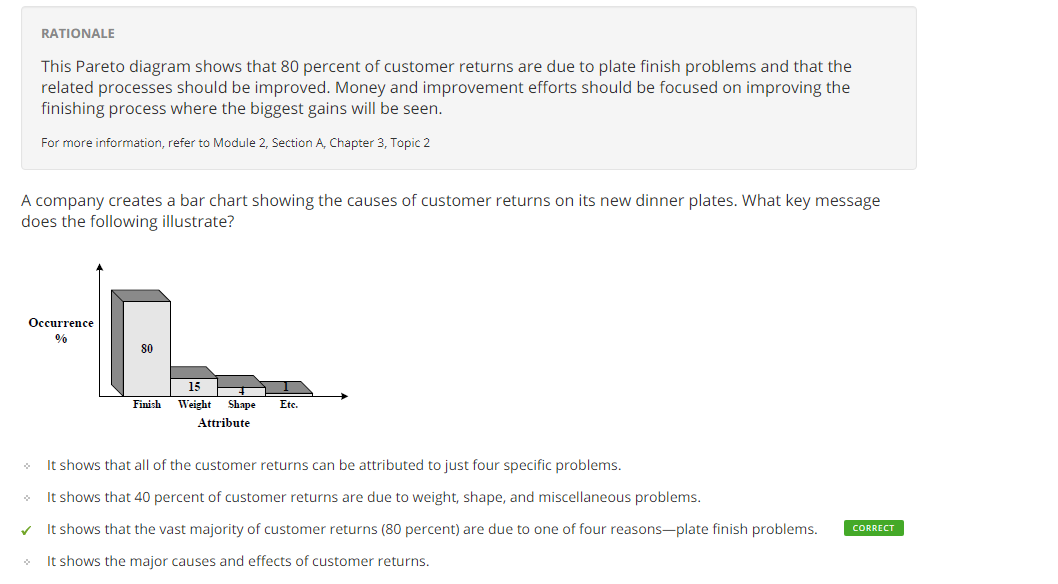 RATIONALE
This Pareto diagram shows that 80 percent of customer returns are due to plate finish problems and that the
related processes should be improved. Money and improvement efforts should be focused on improving the
finishing process where the biggest gains will be seen.
For more information, refer to Module 2, Section A, Chapter 3, Topic 2
A company creates a bar chart showing the causes of customer returns on its new dinner plates. What key message
does the following illustrate?
Occurrence
%
80
15
4
1
Finish Weight Shape Etc.
Attribute
It shows that all of the customer returns can be attributed to just four specific problems.
It shows that 40 percent of customer returns are due to weight, shape, and miscellaneous problems.
It shows that the vast majority of customer returns (80 percent) are due to one of four reasons—plate finish problems. CORRECT
It shows the major causes and effects of customer returns.